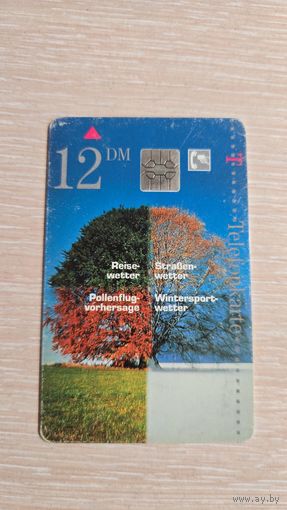 12 DM
T
Telefonkarte
Reise-
wetter
Straßen-
wetter
Pollenflug-
vorhersage
Wintersport-
wetter
www.ay.by